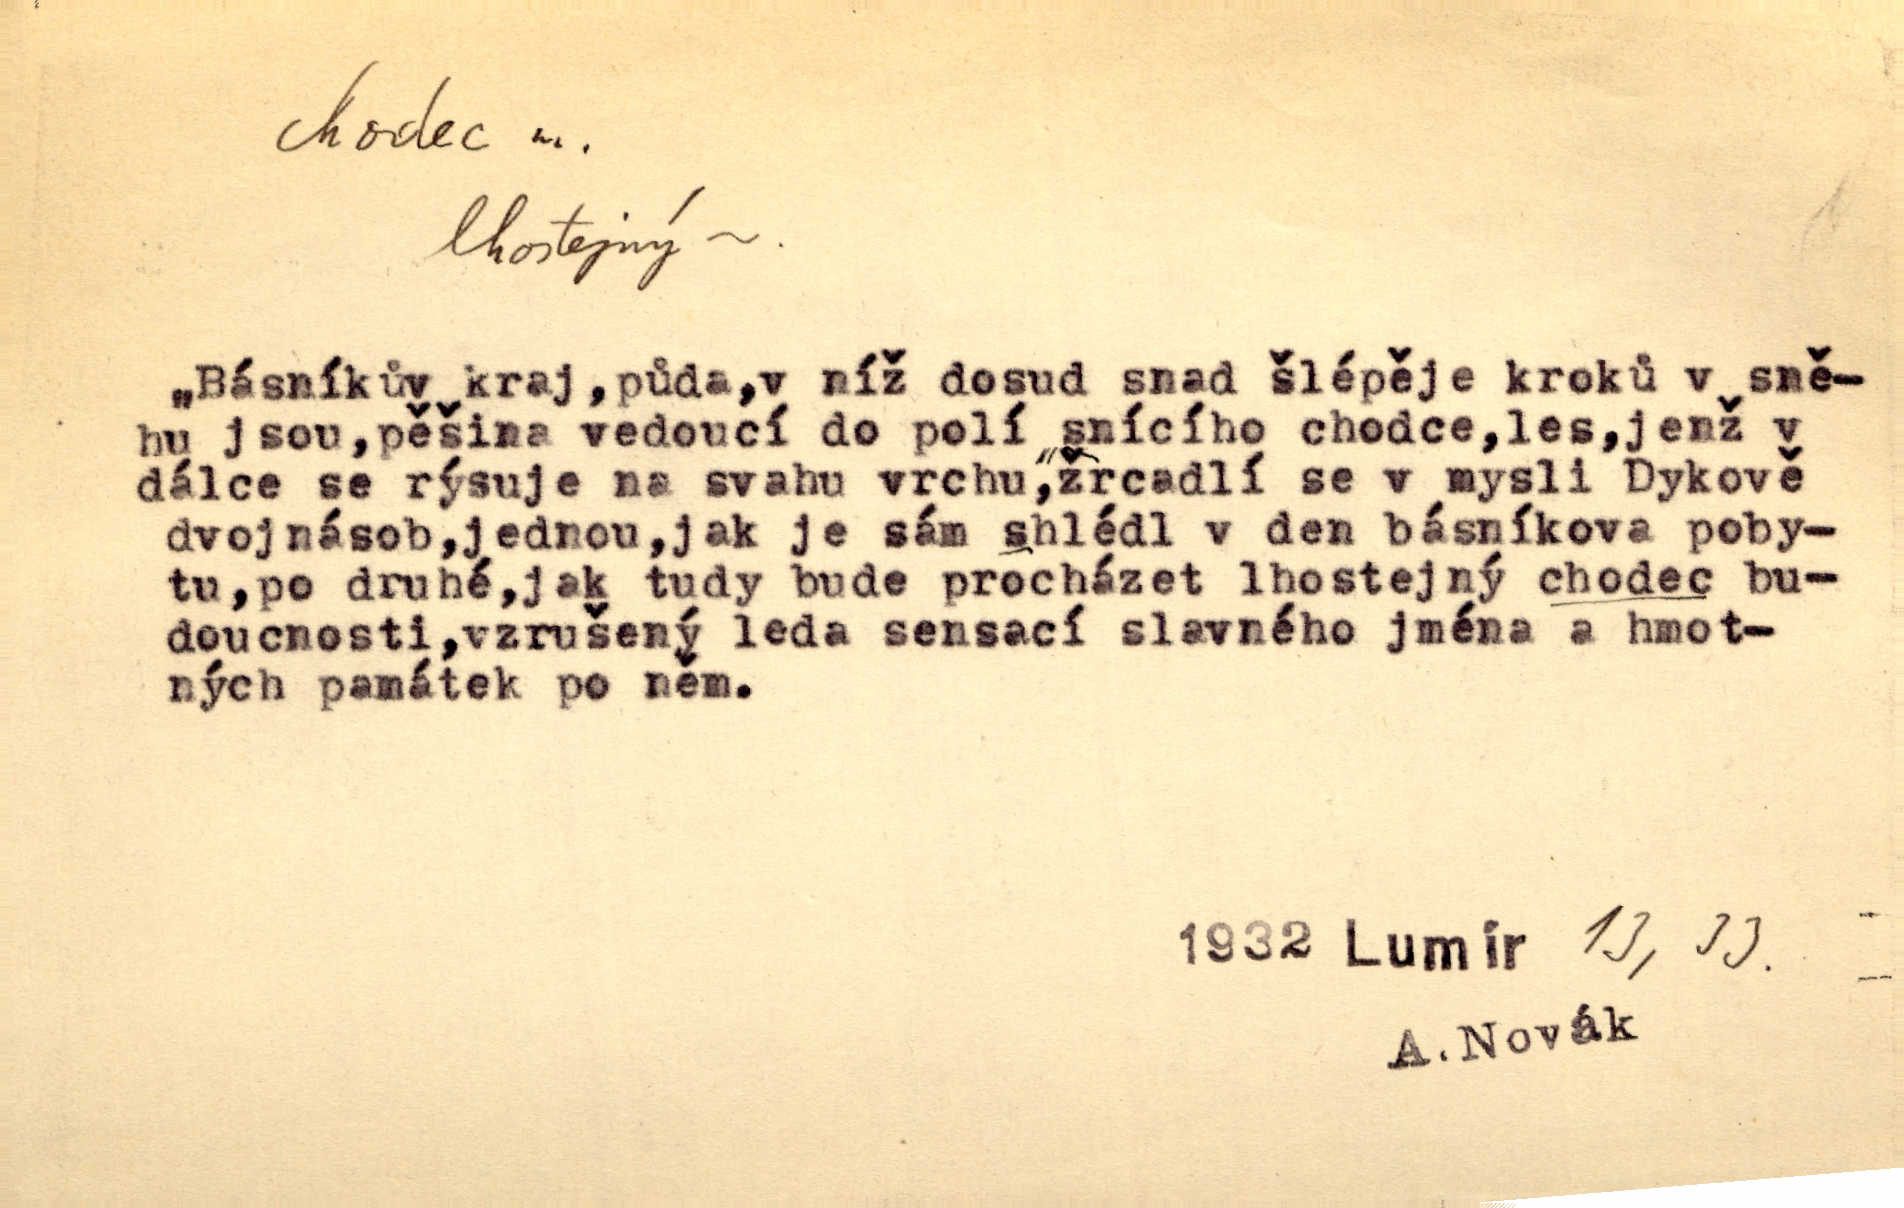 chodec m.
lhostejný ~.
„Básníkův kraj,půda,v níž dosud snad šlépěje kroků v sně-
hu jsou,pěšina vedoucí do polí snícího chodce,les,jenž v
dálce se rýsuje na svahu vrchu“,zrcadlí se v mysli Dykově
dvojnásob,jednou,jak je sám shlédl v den básníkova poby-
tu,po druhé,jak tudy bude procházet lhostejný chodec bu-
doucnosti,vzrušený leda sensací slavného jména a hmot-
ných památek po něm.
1932 Lumír 13, 33.
A.Novák